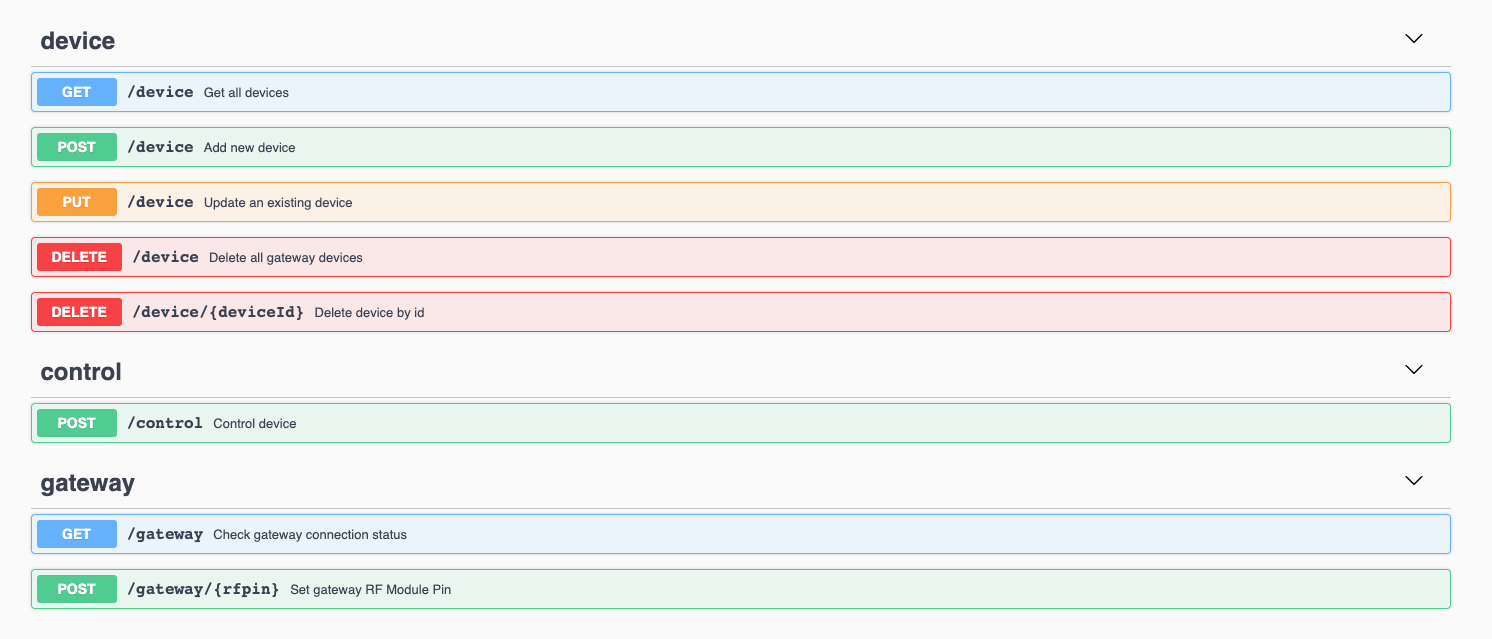 device
GET /device Get all devices
POST /device Add new device
PUT /device Update an existing device
DELETE /device Delete all gateway devices
DELETE /device/{deviceId} Delete device by id
control
POST /control Control device
gateway
GET /gateway Check gateway connection status
POST /gateway/{rfpin} Set gateway RF Module Pin